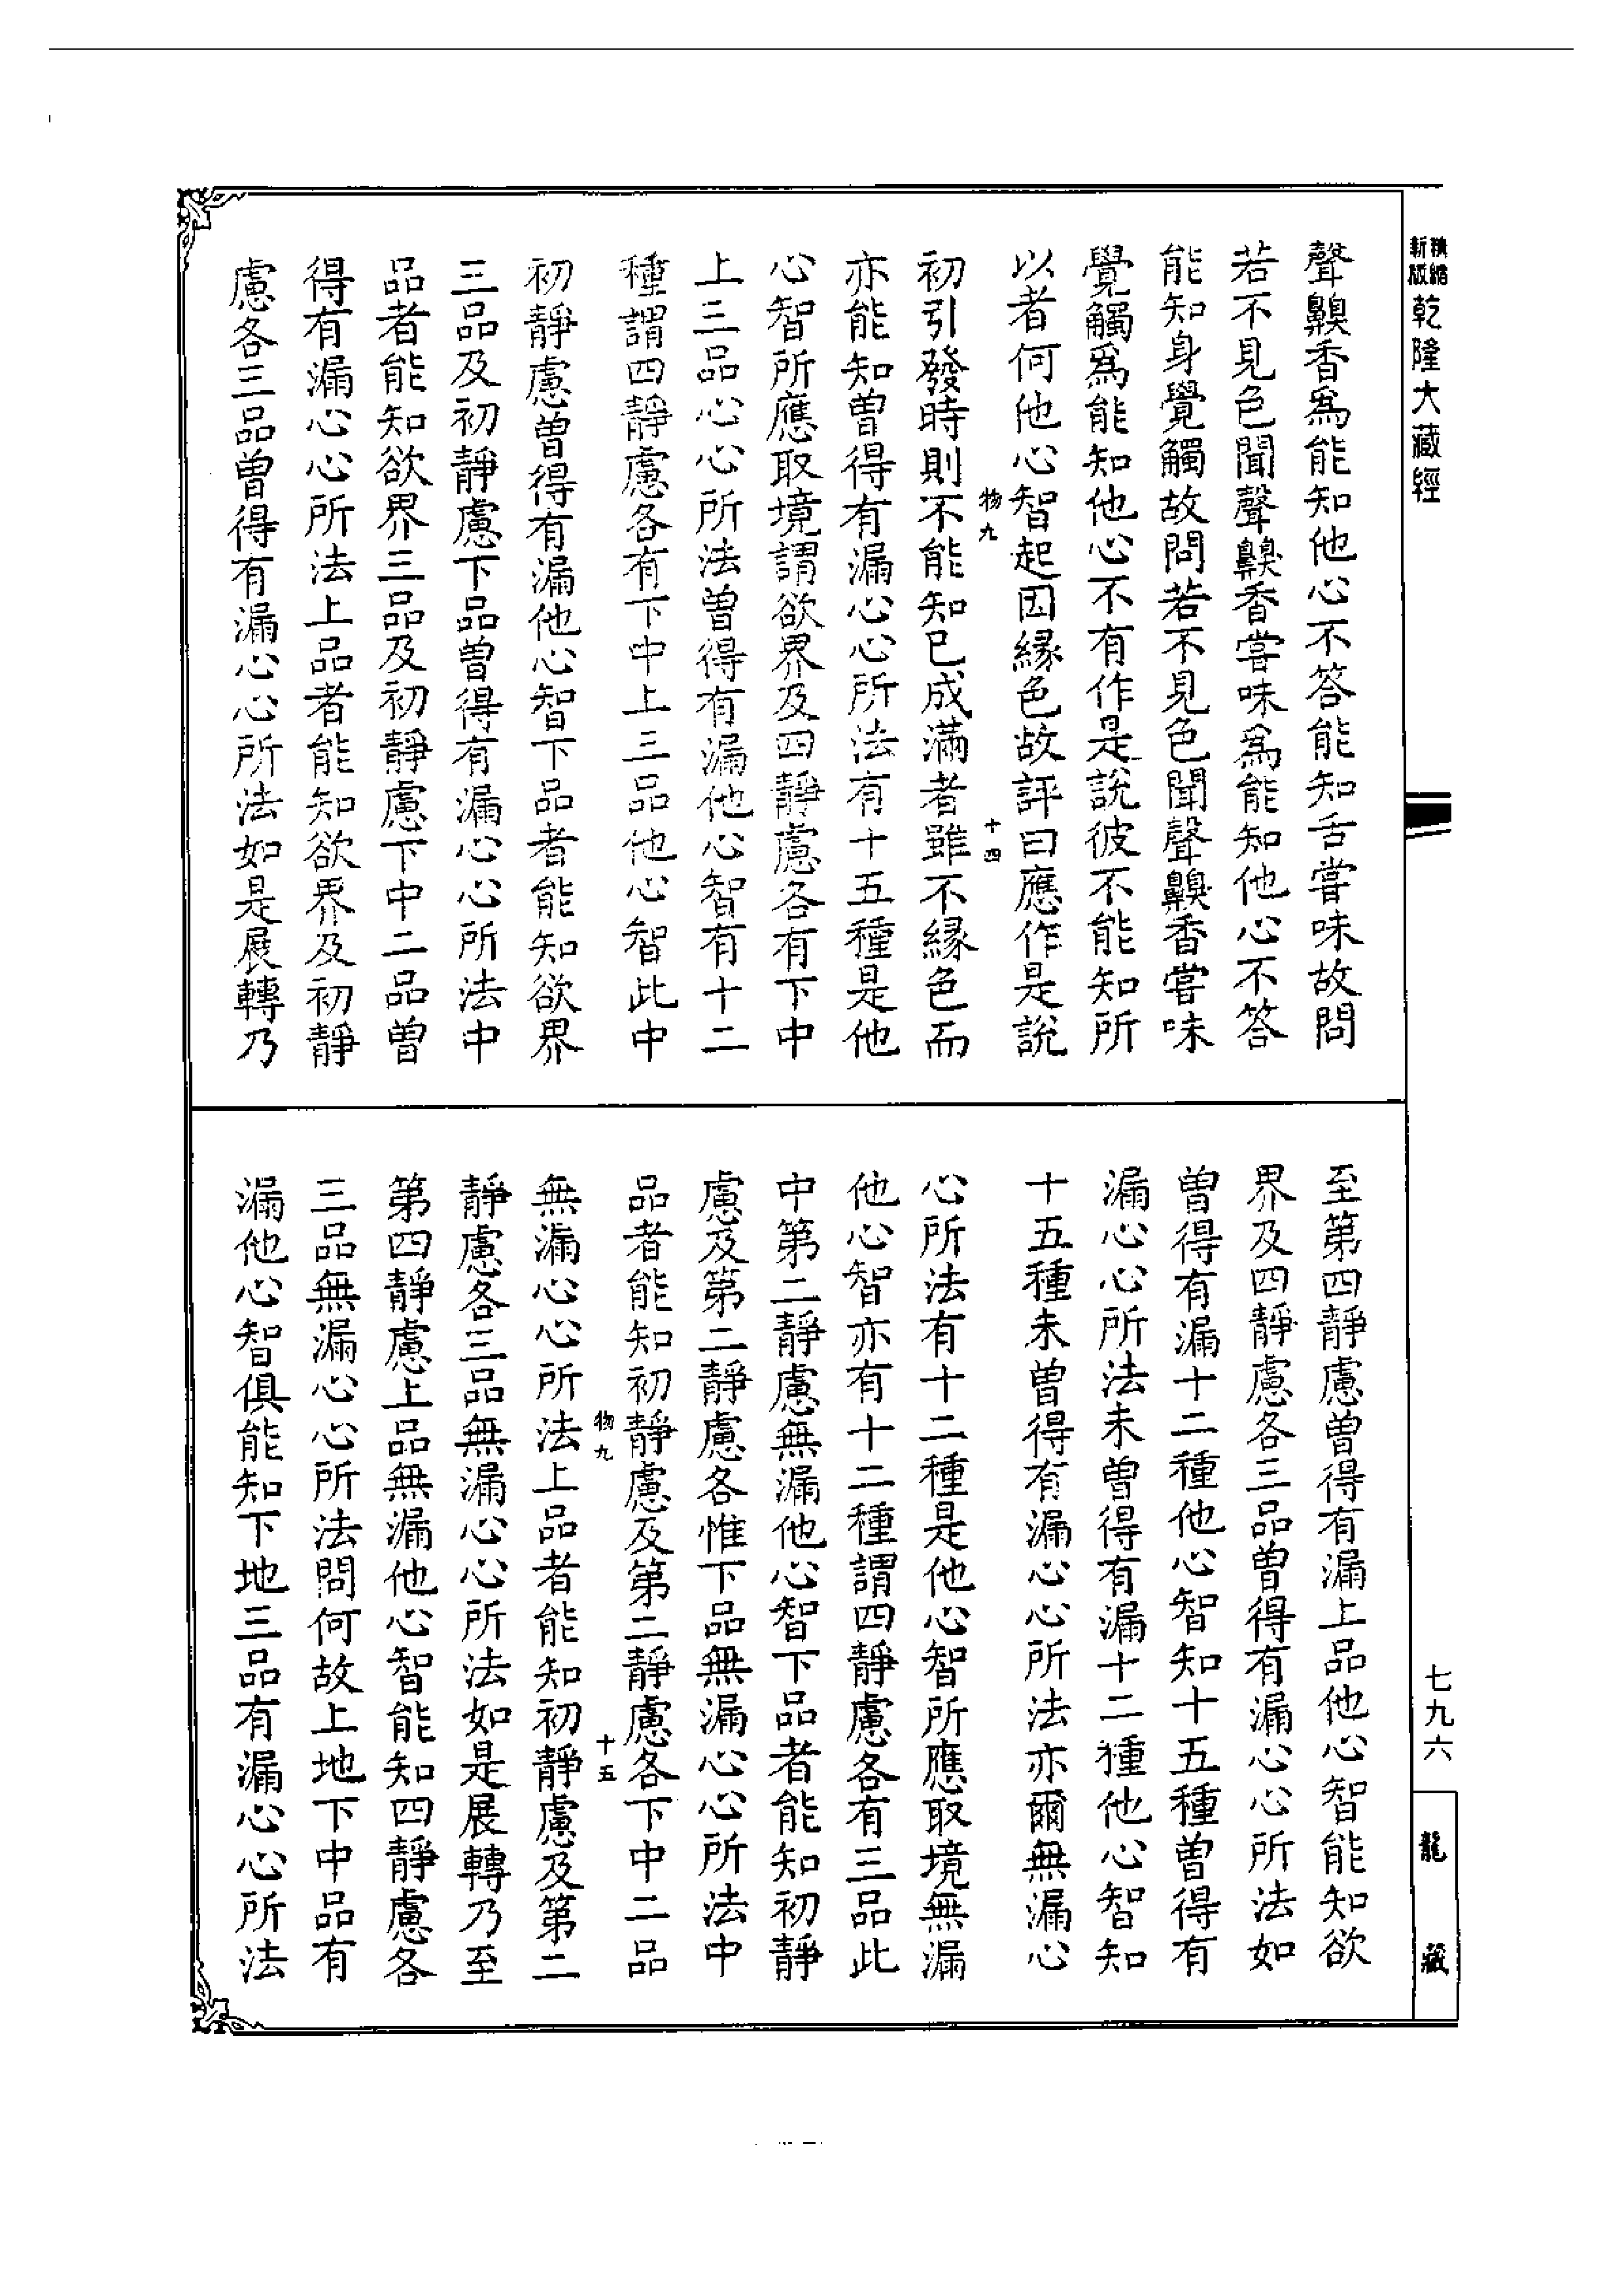 精縮新版乾隆大藏經
聲齅香爲能知他心不答能知舌嘗味故問
若不見色聞聲齅香嘗味爲能知他心不答
能知身覺觸故問若不見色聞聲齅香嘗味
覺觸爲能知他心不有作是說彼不能知所
以者何他心智起因緣色故評曰應作是說
物九
十四
初引發時則不能知已成滿者雖不緣色而
亦能知曽得有漏心心所法有十五種是他
心智所應取境謂欲界及四靜慮各有下中
上三品心心所法曽得有漏他心智有十二
種謂四靜慮各有下中上三品他心智此中
初靜慮曽得有漏他心智下品者能知欲界
三品及初靜慮下品曽得有漏心心所法中
品者能知欲界三品及初靜慮下中二品曽
得有漏心心所法上品者能知欲界及初靜
慮各三品曽得有漏心心所法如是展轉乃
至第四靜慮曽得有漏上品他心智能知欲
界及四靜慮各三品曽得有漏心心所法如
曽得有漏十二種他心智知十五種曽得有
漏心心所法未曽得有漏十二種他心智知
十五種未曽得有漏心心所法亦爾無漏心
心所法有十二種是他心智所應取境無漏
他心智亦有十二種謂四靜慮各有三品此
中第二靜慮無漏他心智下品者能知初靜
慮及第二靜慮各惟下品無漏心心所法中
品者能知初靜慮及第二靜慮各下中二品
物九
十五
無漏心心所法上品者能知初靜慮及第二
靜慮各三品無漏心心所法如是展轉乃至
第四靜慮上品無漏他心智能知四靜慮各
三品無漏心心所法問何故上地下中品有
漏他心智俱能知下地三品有漏心心所法
七九六
龍藏